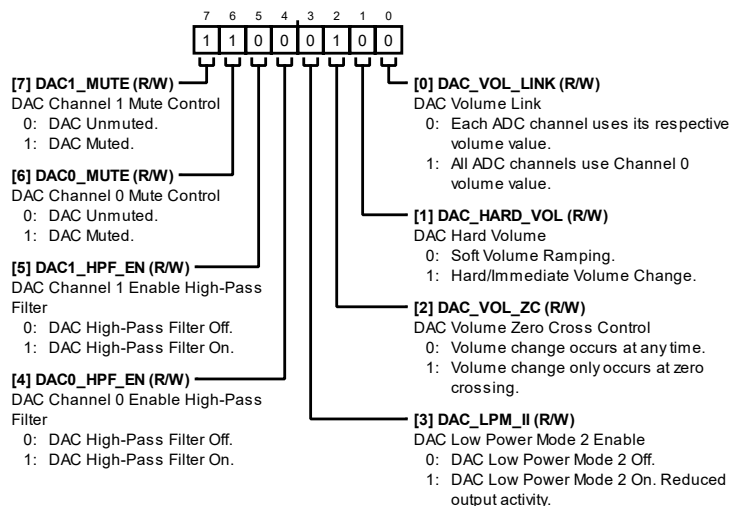 7 6 5 4 3 2 1 0
1 1 0 0 0 1 0 0
[7] DAC1_MUTE (R/W)
DAC Channel 1 Mute Control
0: DAC Unmuted.
1: DAC Muted.
[6] DAC0_MUTE (R/W)
DAC Channel 0 Mute Control
0: DAC Unmuted.
1: DAC Muted.
[5] DAC1_HPF_EN (R/W)
DAC Channel 1 Enable High-Pass
Filter
0: DAC High-Pass Filter Off.
1: DAC High-Pass Filter On.
[4] DAC0_HPF_EN (R/W)
DAC Channel 0 Enable High-Pass
Filter
0: DAC High-Pass Filter Off.
1: DAC High-Pass Filter On.
[0] DAC_VOL_LINK (R/W)
DAC Volume Link
0: Each ADC channel uses its respective
volume value.
1: All ADC channels use Channel 0
volume value.
[1] DAC_HARD_VOL (R/W)
DAC Hard Volume
0: Soft Volume Ramping.
1: Hard/Immediate Volume Change.
[2] DAC_VOL_ZC (R/W)
DAC Volume Zero Cross Control
0: Volume change occurs at any time.
1: Volume change only occurs at zero
crossing.
[3] DAC_LPM_II (R/W)
DAC Low Power Mode 2 Enable
0: DAC Low Power Mode 2 Off.
1: DAC Low Power Mode 2 On. Reduced
output activity.